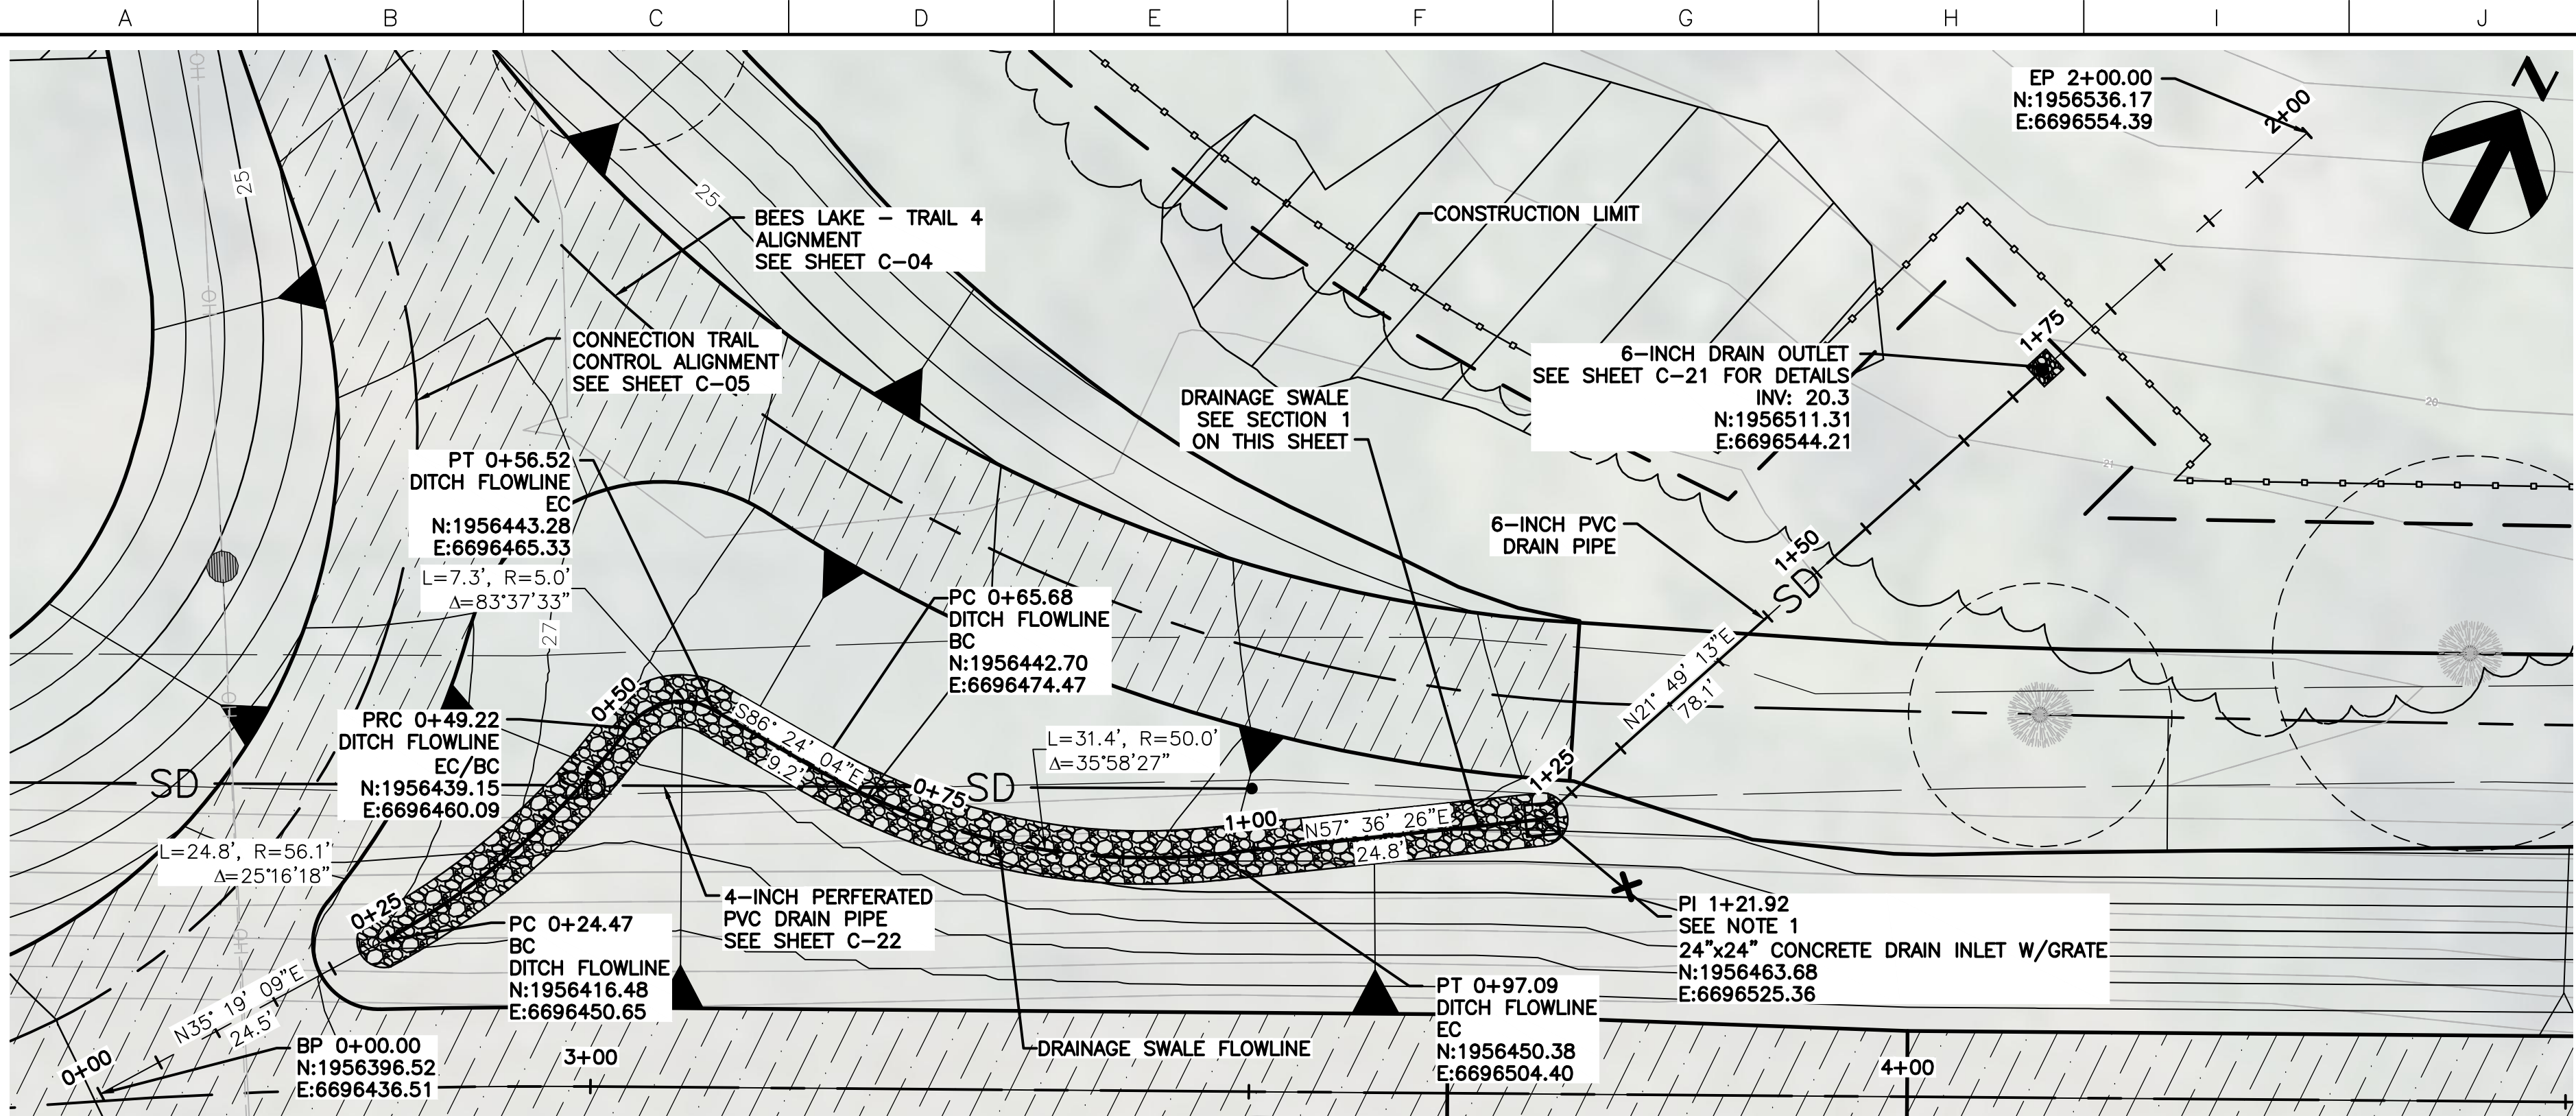 A B C D E F G H I J
EP 2+00.00
N:1956536.17
E:6696554.39
2+00
N
OH
25
25
BEES LAKE – TRAIL 4
ALIGNMENT
SEE SHEET C–04
CONSTRUCTION LIMIT
OH
CONNECTION TRAIL
CONTROL ALIGNMENT
SEE SHEET C–05
1+75
6–INCH DRAIN OUTLET
SEE SHEET C–21 FOR DETAILS
INV: 20.3
N:1956511.31
E:6696544.21
DRAINAGE SWALE
SEE SECTION 1
ON THIS SHEET
20
21
PT 0+56.52
DITCH FLOWLINE
EC
N:1956443.28
E:6696465.33
6–INCH PVC
DRAIN PIPE
1+50
SD
L=7.3', R=5.0'
Δ=83°37'33"
27
PC 0+65.68
DITCH FLOWLINE
BC
N:1956442.70
E:6696474.47
N21° 49' 13"E
78.1'
OH
0+50
PRC 0+49.22
DITCH FLOWLINE
EC/BC
N:1956439.15
E:6696460.09
S86° 24' 04"E
9.2'
L=31.4', R=50.0'
Δ=35°58'27"
SD
SD
0+75
1+00
N57° 36' 26"E
24.8'
1+25
L=24.8', R=56.1'
Δ=25°16'18"
0+25
4–INCH PERFERATED
PVC DRAIN PIPE
SEE SHEET C–22
PC 0+24.47
BC
DITCH FLOWLINE
N:1956416.48
E:6696450.65
PI 1+21.92
SEE NOTE 1
24"x24" CONCRETE DRAIN INLET W/GRATE
N:1956463.68
E:6696525.36
OH
N35° 19' 09"E
24.5'
PT 0+97.09
DITCH FLOWLINE
EC
N:1956450.38
E:6696504.40
0+00
BP 0+00.00
N:1956396.52
E:6696436.51
3+00
DRAINAGE SWALE FLOWLINE
4+00